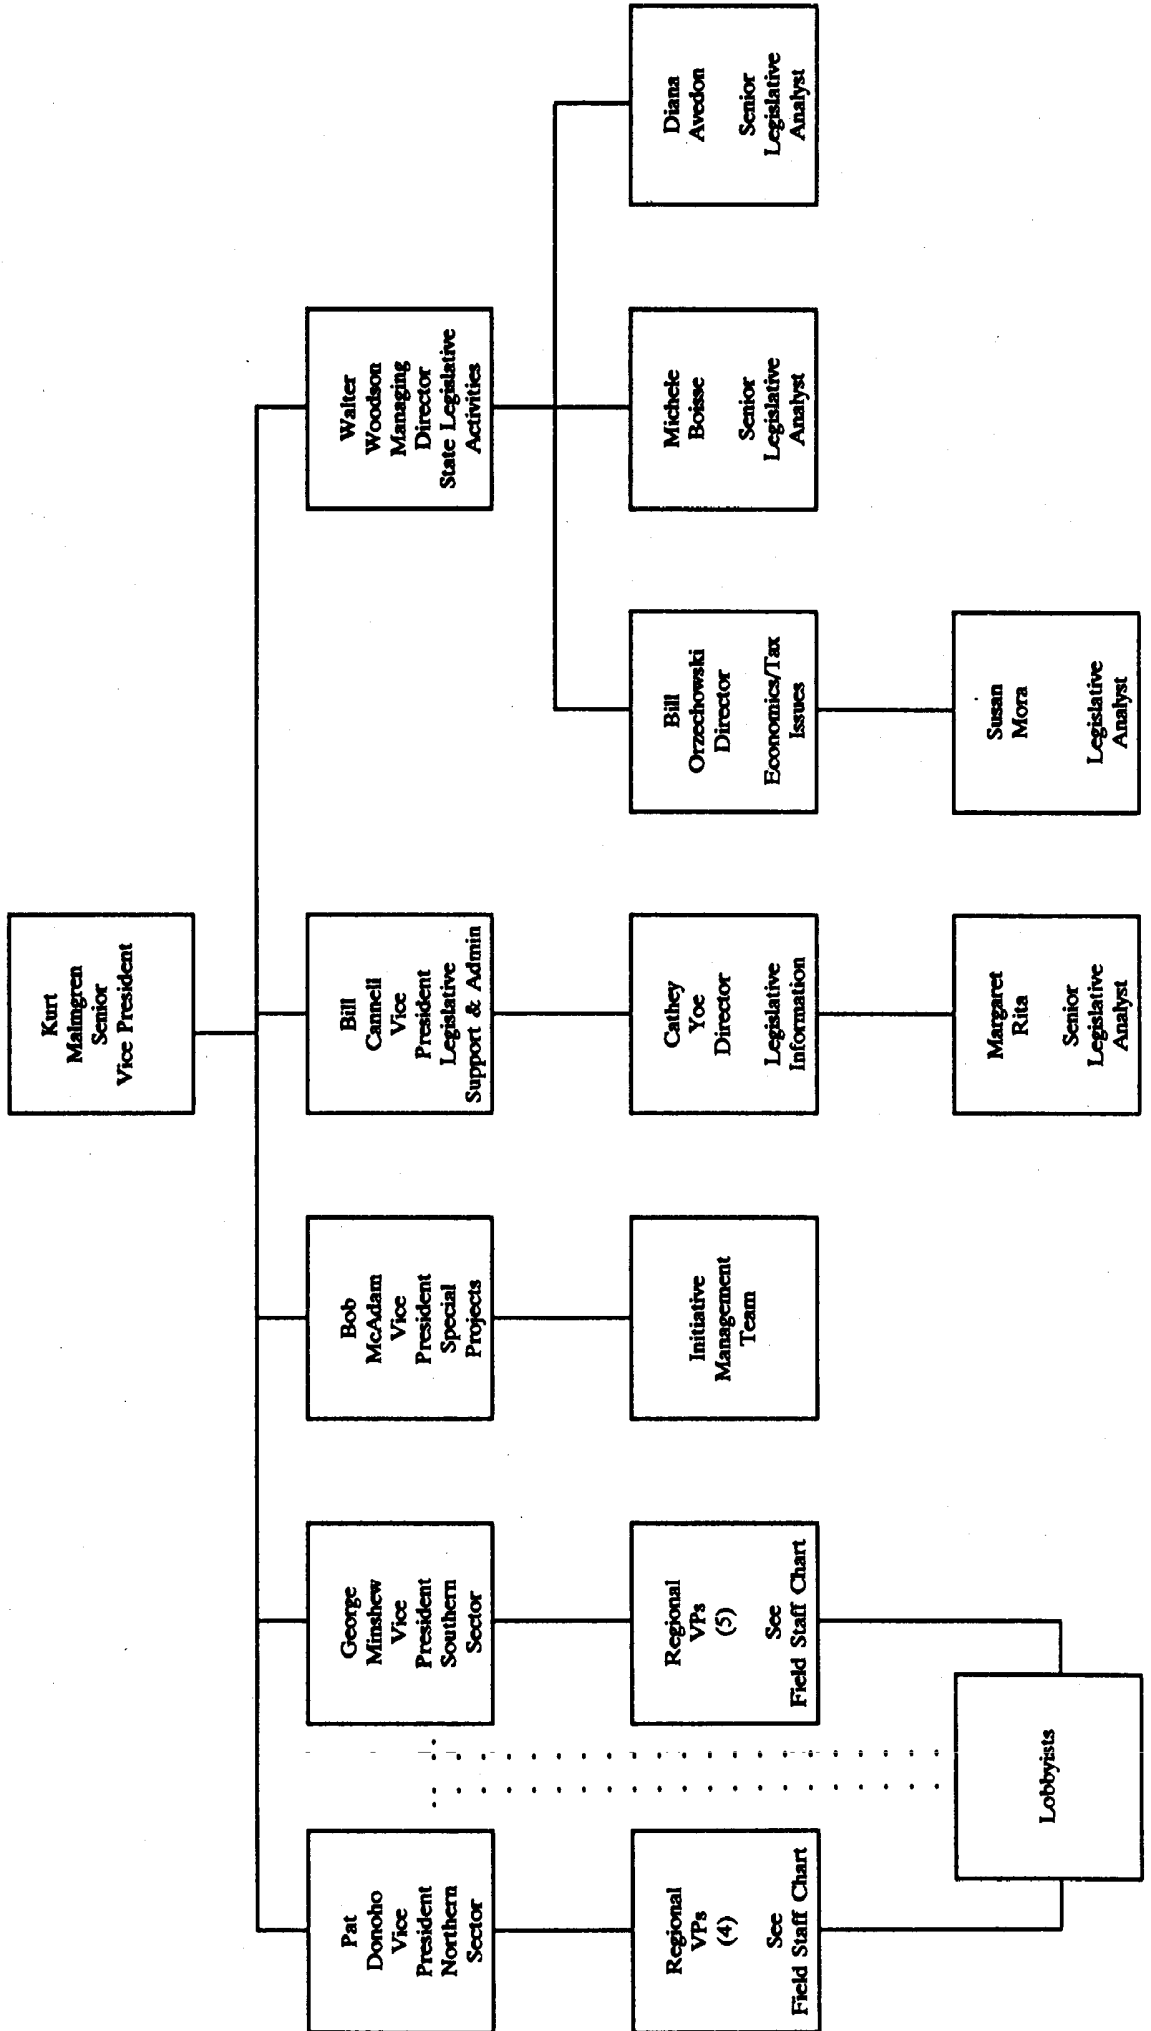 Kurt
Malmgren
Senior
Vice President
Pat
Donoho
Vice
President
Northern
Sector
George
Minshew
Vice
President
Southern
Sector
Bob
McAdam
Vice
President
Special
Projects
Bill
Cannell
Vice
President
Legislative
Support & Admin
Walter
Woodson
Managing
Director
State Legislative
Activities
Regional
VPs
(4)
See
Field Staff Chart
Regional
VPs
(5)
See
Field Staff Chart
Initiative
Management
Team
Cathey
Yoe
Director
Legislative
Information
Bill
Orzechowski
Director
Economics/Tax
Issues
Michele
Boisse
Senior
Legislative
Analyst
Diana
Avedon
Senior
Legislative
Analyst
Lobbyists
Margaret
Rita
Senior
Legislative
Analyst
Susan
Mora
Legislative
Analyst